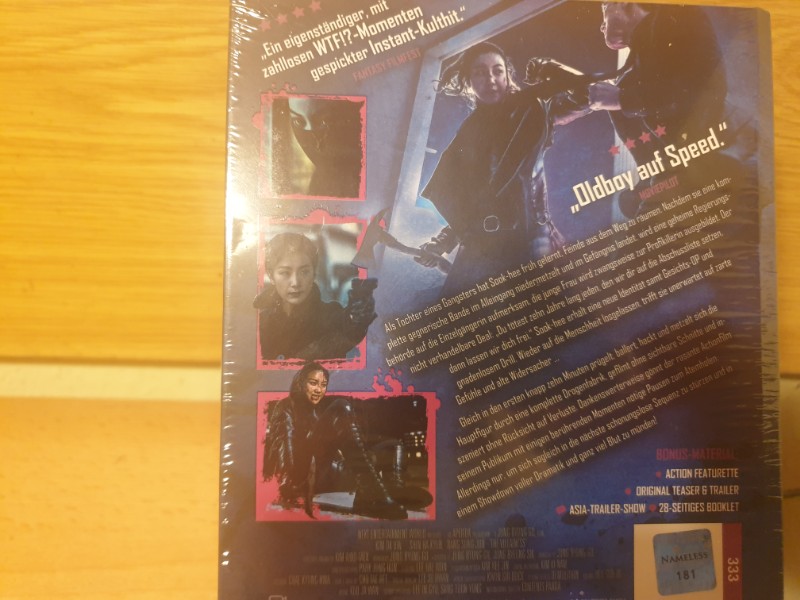 „Ein eigenständiger, mit
zahllosen WTF!?-Momenten
gespickter Instant-Kulthit.“
FANTASY FILMFEST
„Oldboy auf Speed.“
MOVIEPILOT
Als Tochter eines Gangsters hat Sook-hee früh gelernt, Feinde aus dem Weg zu räumen. Nachdem sie eine kom-
plette gegnerische Bande im Alleingang niedermetzelt und im Gefängnis landet, wird eine geheime Regierungs-
behörde auf die Einzelgängerin aufmerksam, die junge Frau wird zwangsweise zur Profikillerin ausgebildet. Der
nicht verhandelbare Deal: „Du tötest zehn Jahre lang jeden, den wir dir auf die Abschussliste setzen,
dann lassen wir dich frei.“ Sook-hee erhält eine neue Identität samt Gesichts-OP und
gnadenlosem Drill. Wieder auf die Menschheit losgelassen, trifft sie unerwartet auf zarte
Gefühle und alte Widersacher ...
Gleich in den ersten knapp zehn Minuten prügelt, ballert, hackt und metzelt sich die
Hauptfigur durch eine komplette Drogenfabrik, gefilmt ohne sichtbare Schnitte und in-
szeniert ohne Rücksicht auf Verluste. Dankenswerterweise gönnt der rasante Actionfilm
seinem Publikum mit einigen berührenden Momenten nötige Pausen zum Atemholen.
Allerdings nur, um sich sogleich in die nächste schonungslose Sequenz zu stürzen und in
einem Showdown voller Dramatik und ganz viel Blut zu münden!
BONUS-MATERIAL:
ACTION FEATURETTE
ORIGINAL TEASER & TRAILER
ASIA-TRAILER-SHOW
28-SEITIGES BOOKLET
NEXT ENTERTAINMENT WORLD
NAMELESS
181
333